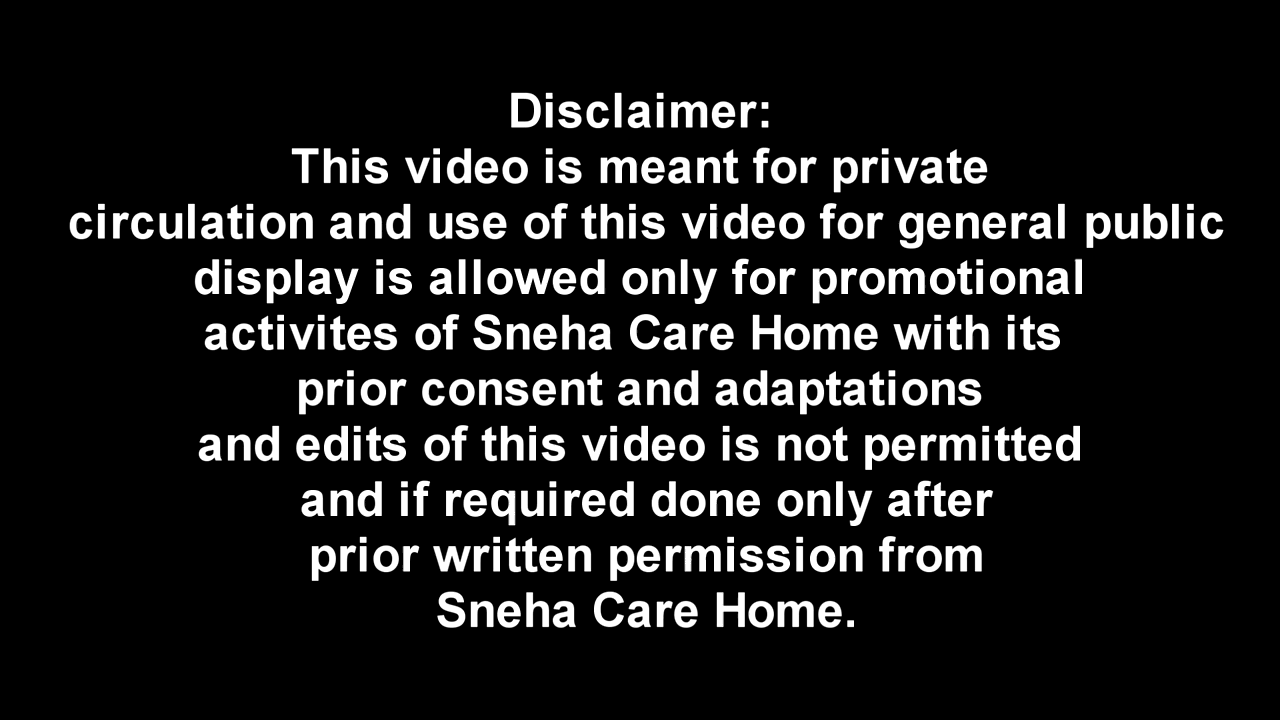 Disclaimer:
This video is meant for private
circulation and use of this video for general public
display is allowed only for promotional
activites of Sneha Care Home with its
prior consent and adaptations
and edits of this video is not permitted
and if required done only after
prior written permission from
Sneha Care Home.